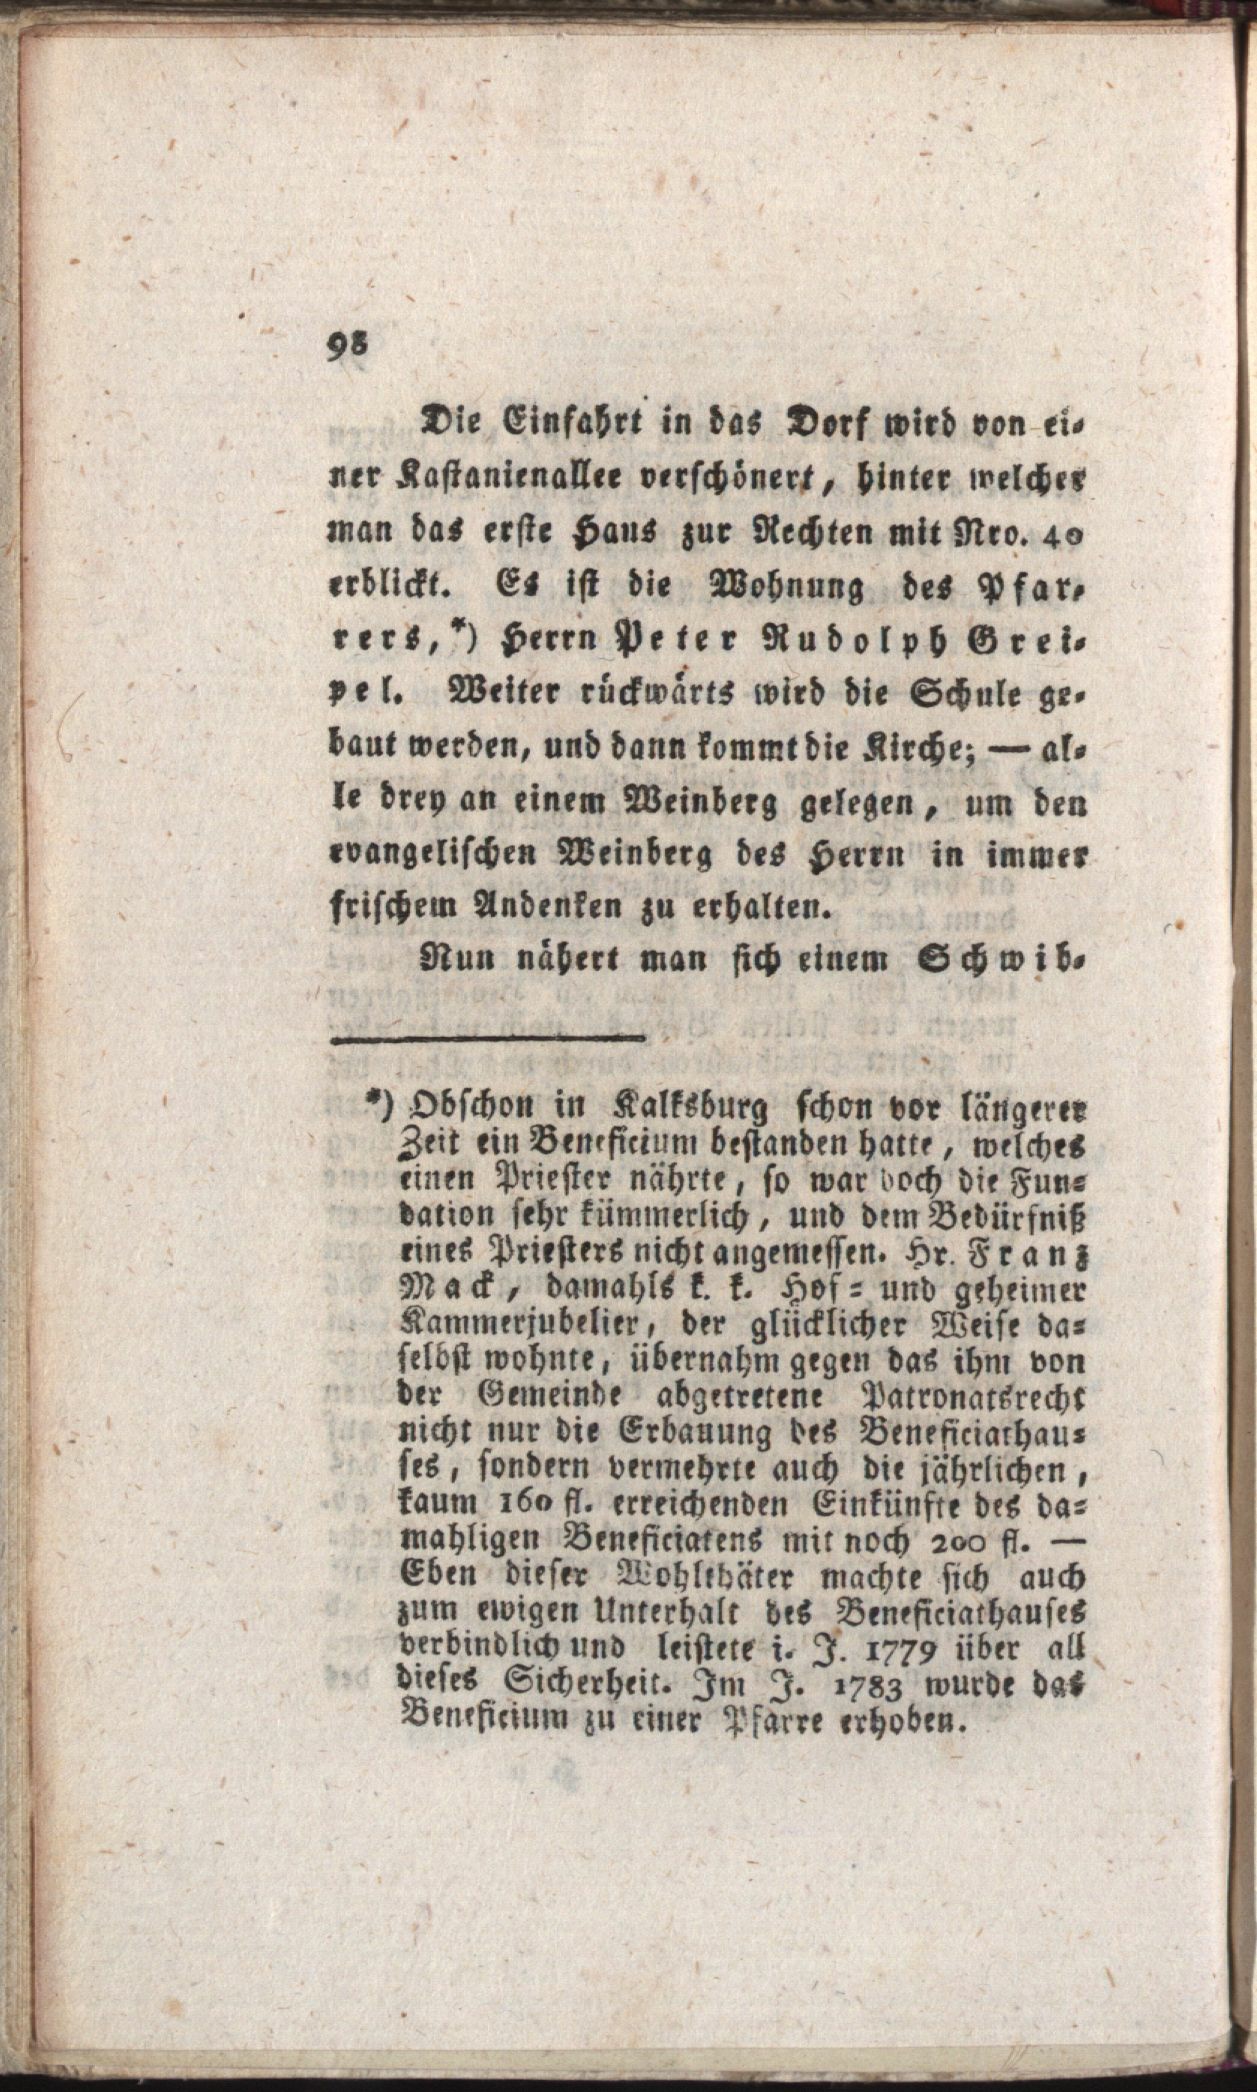 98
Die Einfahrt in das Dorf wird von ei-
ner Kastanienallee verschönert, hinter welcher
man das erste Haus zur Rechten mit Nro. 40
erblickt. Es ist die Wohnung des Pfar-
rers,*) Herrn Peter Rudolph Grei-
pel. Weiter rückwärts wird die Schule ge-
baut werden, und dann kommt die Kirche; — al-
le drey an einem Weinberg gelegen, um den
evangelischen Weinberg des Herrn in immer
frischem Andenken zu erhalten.
Nun nähert man sich einem Schwib-
*) Obschon in Kalksburg schon vor längerer
Zeit ein Beneficium bestanden hatte, welches
einen Priester nährte, so war doch die Fun-
dation sehr kümmerlich, und dem Bedürfniß
eines Priesters nicht angemessen. Hr. Franz
Mack, damahls k. k. Hof- und geheimer
Kammerjubelier, der glücklicher Weise da-
selbst wohnte, übernahm gegen das ihm von
der Gemeinde abgetretene Patronatsrecht
nicht nur die Erbauung des Beneficiathau-
ses, sondern vermehrte auch die jährlichen,
kaum 160 fl. erreichenden Einkünfte des da-
mahligen Beneficiatens mit noch 200 fl. —
Eben dieser Wohlthäter machte sich auch
zum ewigen Unterhalt des Beneficiathauses
verbindlich und leistete i. J. 1779 über all
dieses Sicherheit. Im J. 1783 wurde das
Beneficium zu einer Pfarre erhoben.